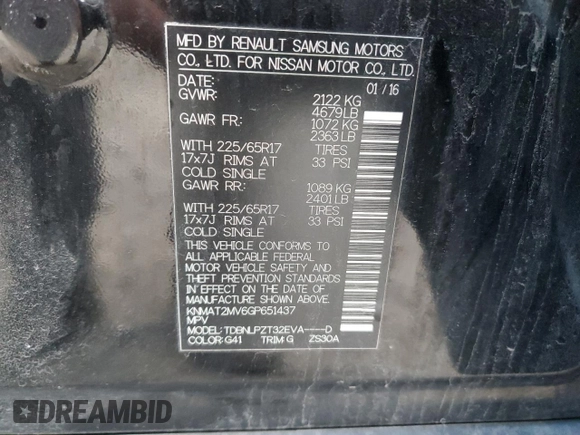 MFD BY RENAULT SAMSUNG MOTORS
CO., LTD. FOR NISSAN MOTOR CO., LTD.
DATE: 01/16
GVWR: 2122 KG
4679 LB
GAWR FR: 1072 KG
2363 LB
WITH 225/65R17 TIRES
17x7J RIMS AT 33 PSI
COLD SINGLE
GAWR RR: 1089 KG
2401 LB
WITH 225/65R17 TIRES
17x7J RIMS AT 33 PSI
COLD SINGLE
THIS VEHICLE CONFORMS TO
ALL APPLICABLE FEDERAL
MOTOR VEHICLE SAFETY AND
THEFT PREVENTION STANDARDS
IN EFFECT ON THE DATE OF
MANUFACTURE SHOWN ABOVE.
KNMAT2MV6GP651437
MPV
MODEL: TDBNLPZT32EVA----D
COLOR: G41 TRIM: G ZS30A
DREAMBID